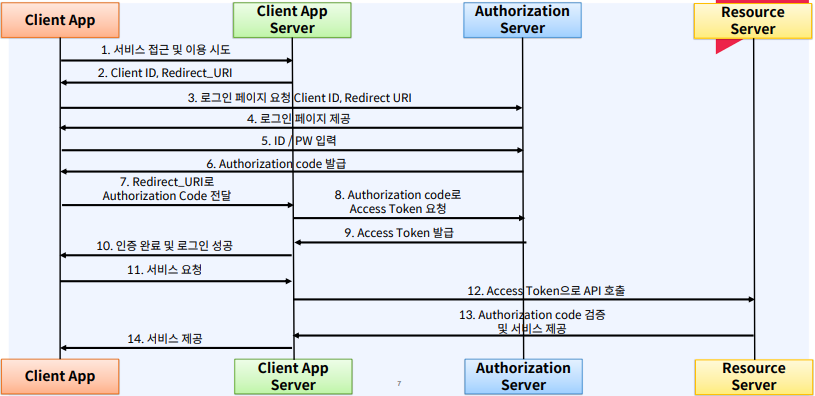 Client App
Client App
Server
Authorization
Server
Resource
Server
1. 서비스 접근 및 이용 시도
2. Client ID, Redirect_URI
3. 로그인 페이지 요청 Client ID, Redirect URI
4. 로그인 페이지 제공
5. ID / PW 입력
6. Authorization code 발급
7. Redirect_URI로
Authorization Code 전달
8. Authorization code로
Access Token 요청
9. Access Token 발급
10. 인증 완료 및 로그인 성공
11. 서비스 요청
12. Access Token으로 API 호출
13. Authorization code 검증
및 서비스 제공
14. 서비스 제공
Client App
Client App
Server
Authorization
Server
Resource
Server
7